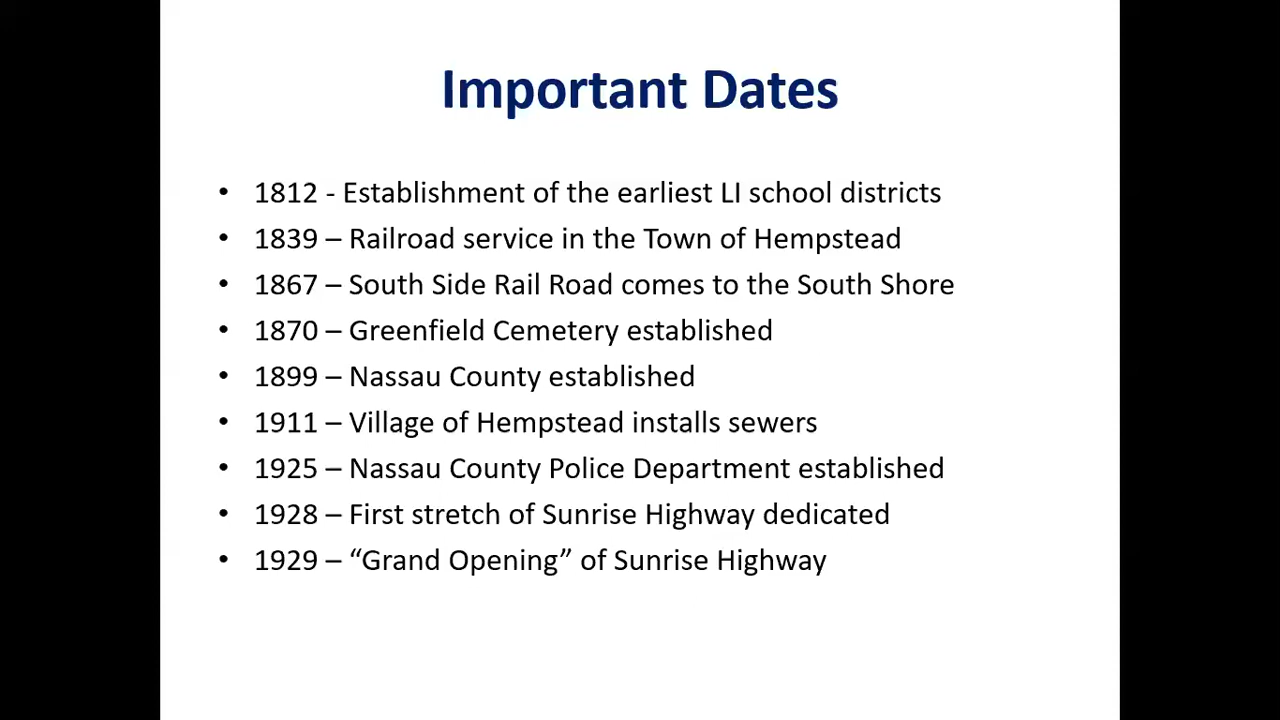 Important Dates
• 1812 - Establishment of the earliest LI school districts
• 1839 – Railroad service in the Town of Hempstead
• 1867 – South Side Rail Road comes to the South Shore
• 1870 – Greenfield Cemetery established
• 1899 – Nassau County established
• 1911 – Village of Hempstead installs sewers
• 1925 – Nassau County Police Department established
• 1928 – First stretch of Sunrise Highway dedicated
• 1929 – “Grand Opening” of Sunrise Highway